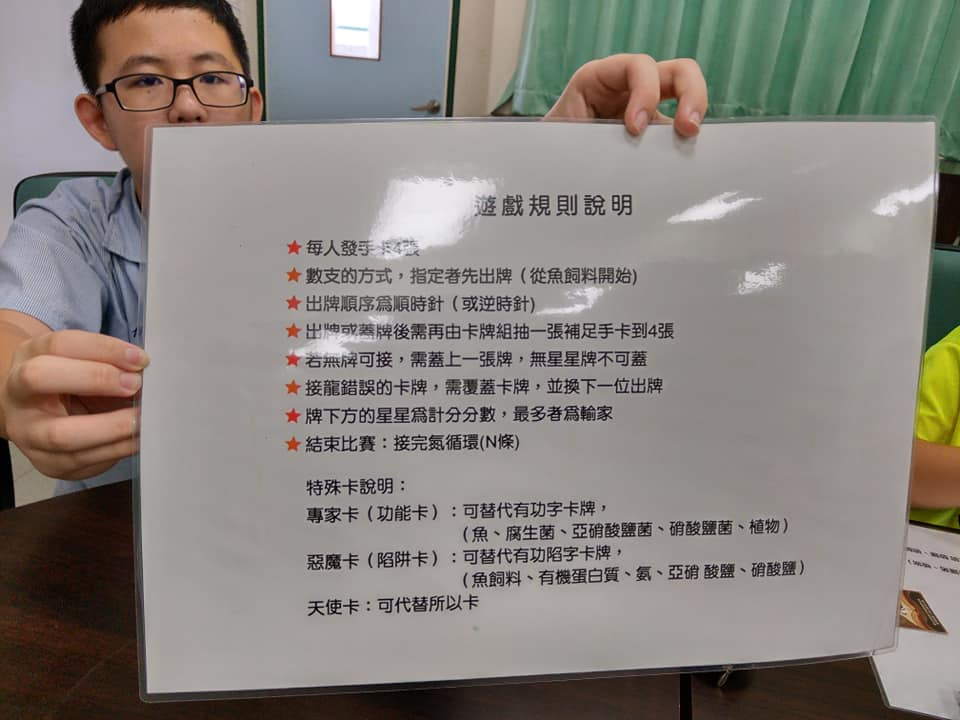 遊戲規則說明
★每人發手卡4張
★數支的方式，指定者先出牌（從魚飼料開始)
★出牌順序為順時針（或逆時針)
★出牌或蓋牌後需再由卡牌組抽一張補足手卡到4張
★若無牌可接，需蓋上一張牌，無星星牌不可蓋
★接龍錯誤的卡牌，需覆蓋卡牌，並換下一位出牌
★牌下方的星星為計分分數，最多者為輸家
★結束比賽：接完氮循環(N條)
特殊卡說明：
專家卡（功能卡）：可替代有功字卡牌，
（魚、腐生菌、亞硝酸鹽菌、硝酸鹽菌、植物）
惡魔卡（陷阱卡）：可替代有功陷字卡牌，
（魚飼料、有機蛋白質、氨、亞硝 酸鹽、硝酸鹽）
天使卡：可代替所以卡